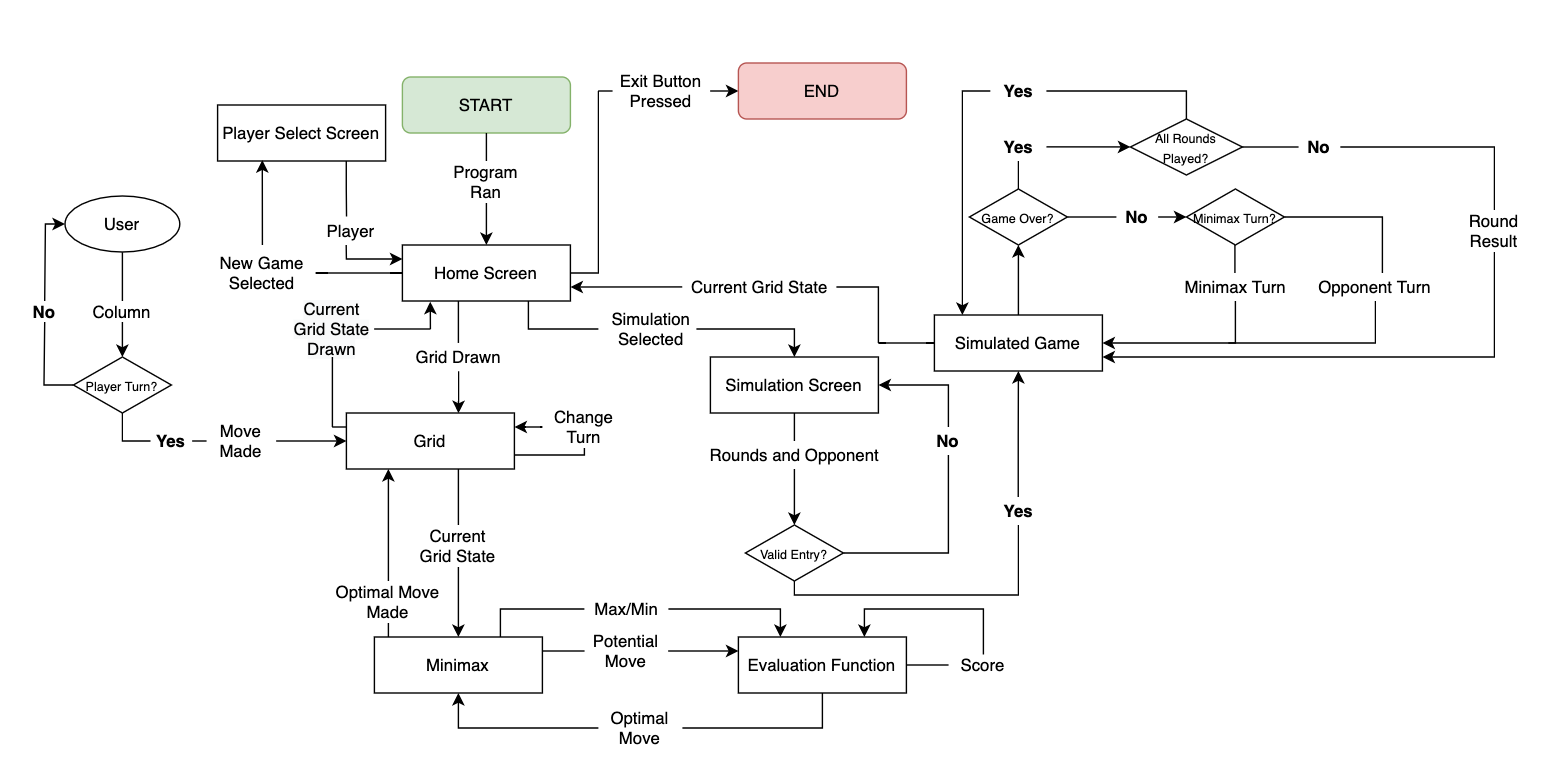 Exit Button
Pressed
END
Yes
START
Player Select Screen
All Rounds
Played?
Yes
No
Program
Ran
User
Player
Game Over?
No
Minimax Turn?
Round
Result
New Game
Selected
Home Screen
Current Grid State
Minimax Turn
Opponent Turn
No
Column
Current
Grid State
Drawn
Simulation
Selected
Simulated Game
Grid Drawn
Player Turn?
Simulation Screen
Yes
Move
Made
Grid
Change
Turn
No
Rounds and Opponent
Yes
Current
Grid State
Valid Entry?
Optimal Move
Made
Max/Min
Potential
Move
Minimax
Evaluation Function
Score
Optimal
Move